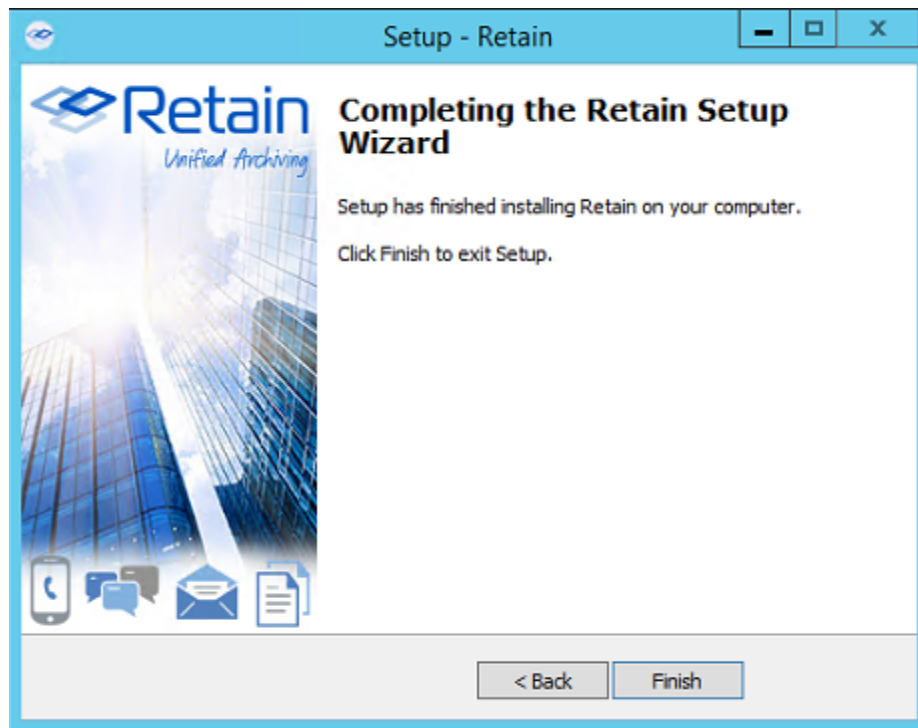 Setup - Retain
Retain
Unified Archiving
Completing the Retain Setup
Wizard
Setup has finished installing Retain on your computer.
Click Finish to exit Setup.
< Back
Finish